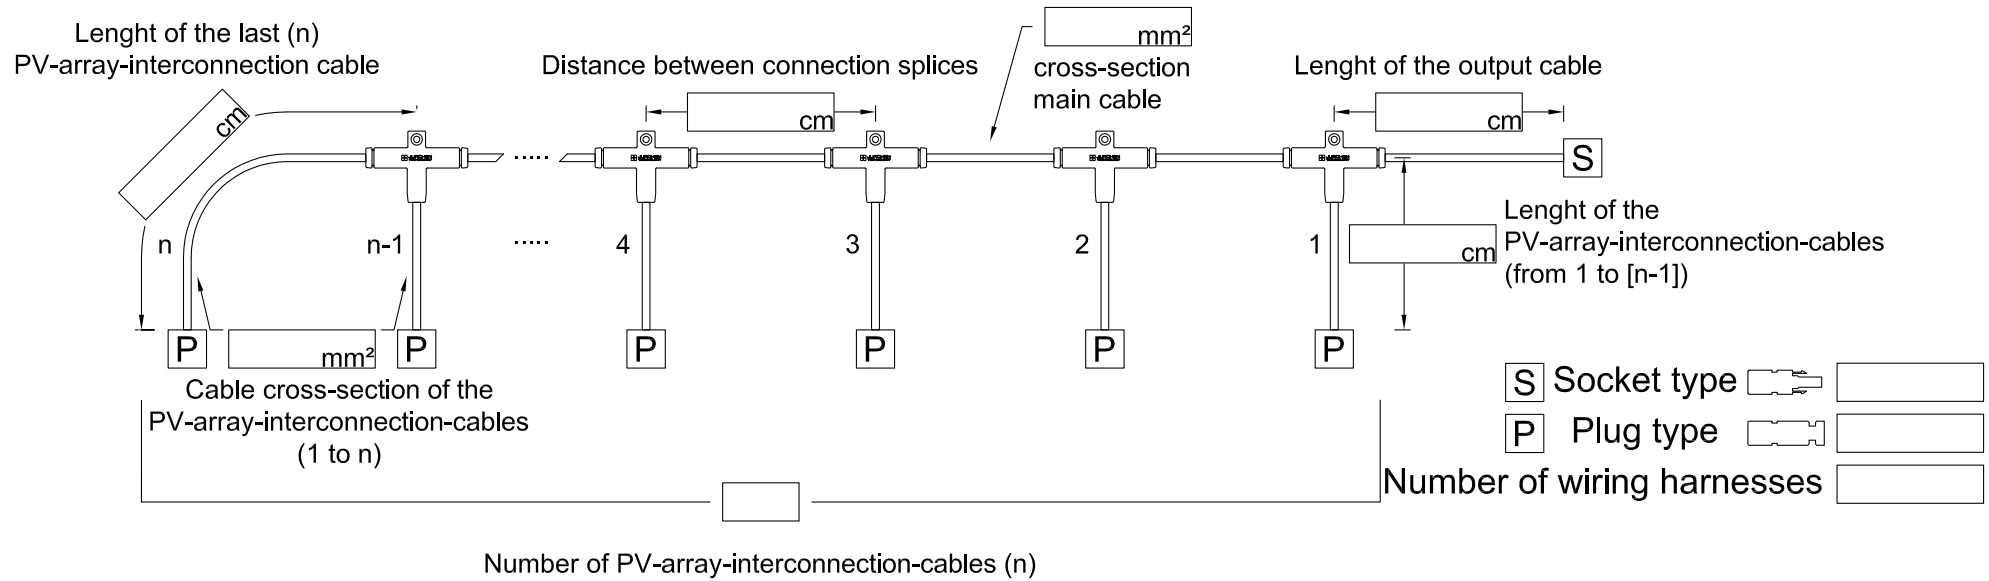 Lenght of the last (n)
PV-array-interconnection cable
cm
Distance between connection splices
cm
mm²
cross-section
main cable
Lenght of the output cable
cm
S
.....
n
n-1
.....
4
3
2
1
cm
Lenght of the
PV-array-interconnection-cables
(from 1 to [n-1])
P
mm²
P
P
P
P
P
Cable cross-section of the
PV-array-interconnection-cables
(1 to n)
S Socket type
P Plug type
Number of wiring harnesses
Number of PV-array-interconnection-cables (n)